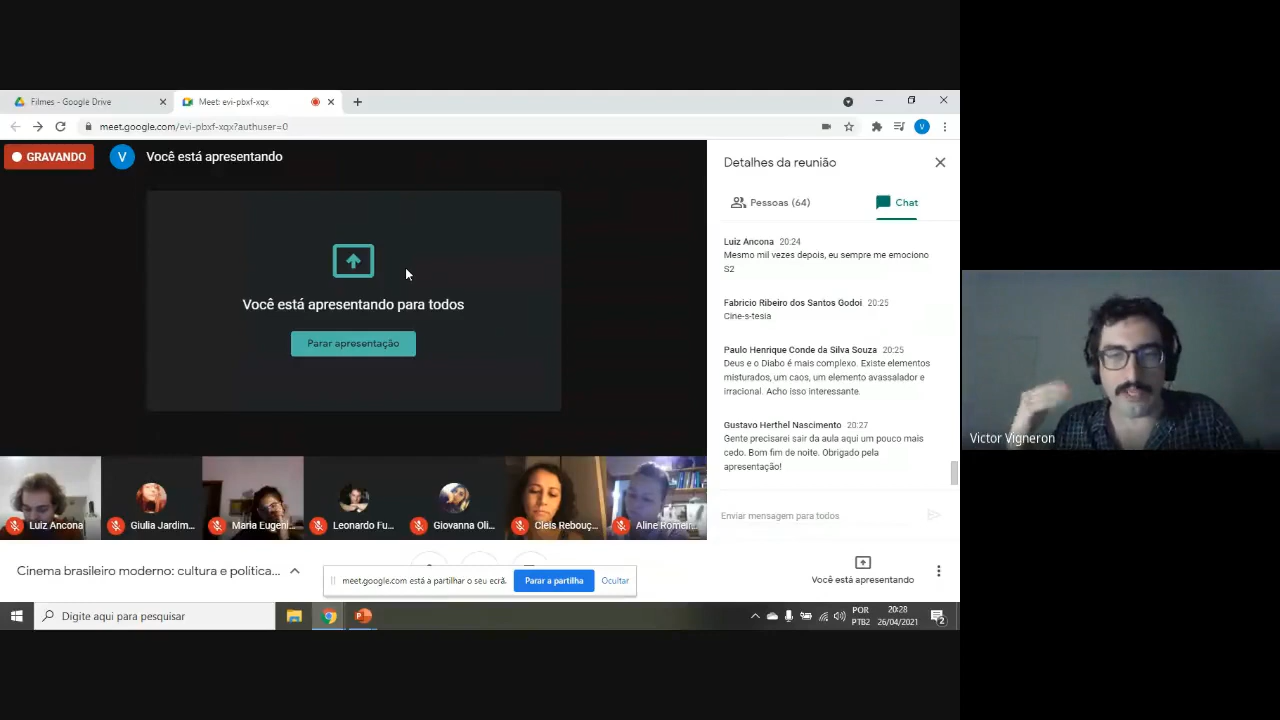 Filmes - Google Drive
Meet: evi-pbxf-xqx
meet.google.com/evi-pbxf-xqx?authuser=0
V
GRAVANDO
V
Você está apresentando
Você está apresentando para todos
Parar apresentação
Detalhes da reunião
Pessoas (64)
Chat
Luiz Ancona 20:24
Mesmo mil vezes depois, eu sempre me emociono
S2
Fabricio Ribeiro dos Santos Godoi 20:25
Cine-s-tesia
Paulo Henrique Conde da Silva Souza 20:25
Deus e o Diabo é mais complexo. Existe elementos
misturados, um caos, um elemento avassalador e
irracional. Acho isso interessante.
Gustavo Herthel Nascimento 20:27
Gente precisarei sair da aula aqui um pouco mais
cedo. Bom fim de noite. Obrigado pela
apresentação!
Enviar mensagem para todos
Victor Vigneron
Luiz Ancona
Giulia Jardim...
Maria Eugeni...
Leonardo Fu...
Giovanna Oli...
Cleis Rebouç...
Aline Romei...
Cinema brasileiro moderno: cultura e política...
meet.google.com está a partilhar o seu ecrã.
Parar a partilha
Ocultar
Você está apresentando
Digite aqui para pesquisar
POR
PTB2
20:28
26/04/2021
2